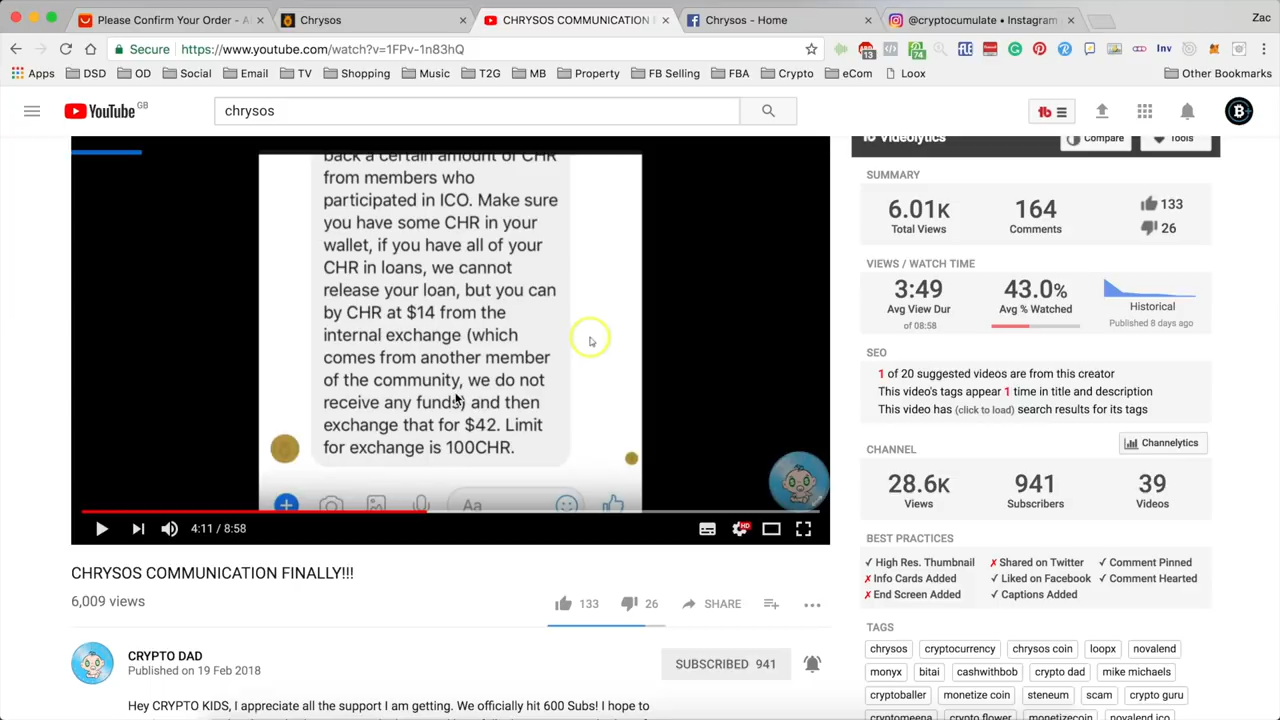 Please Confirm Your Order - A
Chrysos
CHRYSOS COMMUNICATION
Chrysos - Home
@cryptocumulate • Instagram
Zac
Secure https://www.youtube.com/watch?v=1FPv-1n83hQ
13
74
Inv
Apps DSD OD Social Email TV Shopping Music T2G MB Property FB Selling FBA Crypto eCom Loox Other Bookmarks
YouTube GB
chrysos
back a certain amount of CHR
from members who
participated in ICO. Make sure
you have some CHR in your
wallet, if you have all of your
CHR in loans, we cannot
release your loan, but you can
by CHR at $14 from the
internal exchange (which
comes from another member
of the community, we do not
receive any funds) and then
exchange that for $42. Limit
for exchange is 100CHR.
Aa
4:11 / 8:58
HD
CHRYSOS COMMUNICATION FINALLY!!!
6,009 views
133 26 SHARE
CRYPTO DAD
Published on 19 Feb 2018
SUBSCRIBED 941
Hey CRYPTO KIDS, I appreciate all the support I am getting. We officially hit 600 Subs! I hope to
Videolytics Compare Tools
SUMMARY
6.01K 164 133
Total Views Comments 26
VIEWS / WATCH TIME
3:49 43.0%
Avg View Dur Avg % Watched Historical
of 08:58 Published 8 days ago
SEO
1 of 20 suggested videos are from this creator
This video's tags appear 1 time in title and description
This video has (click to load) search results for its tags
CHANNEL Channelytics
28.6K 941 39
Views Subscribers Videos
BEST PRACTICES
✓ High Res. Thumbnail ✗ Shared on Twitter ✓ Comment Pinned
✗ Info Cards Added ✓ Liked on Facebook ✓ Comment Hearted
✗ End Screen Added ✓ Captions Added
TAGS
chrysos cryptocurrency chrysos coin loopx novalend
monyx bitai cashwithbob crypto dad mike michaels
cryptoballer monetize coin steneum scam crypto guru
cryptomeena crypto flower monetizecoin novalend ico